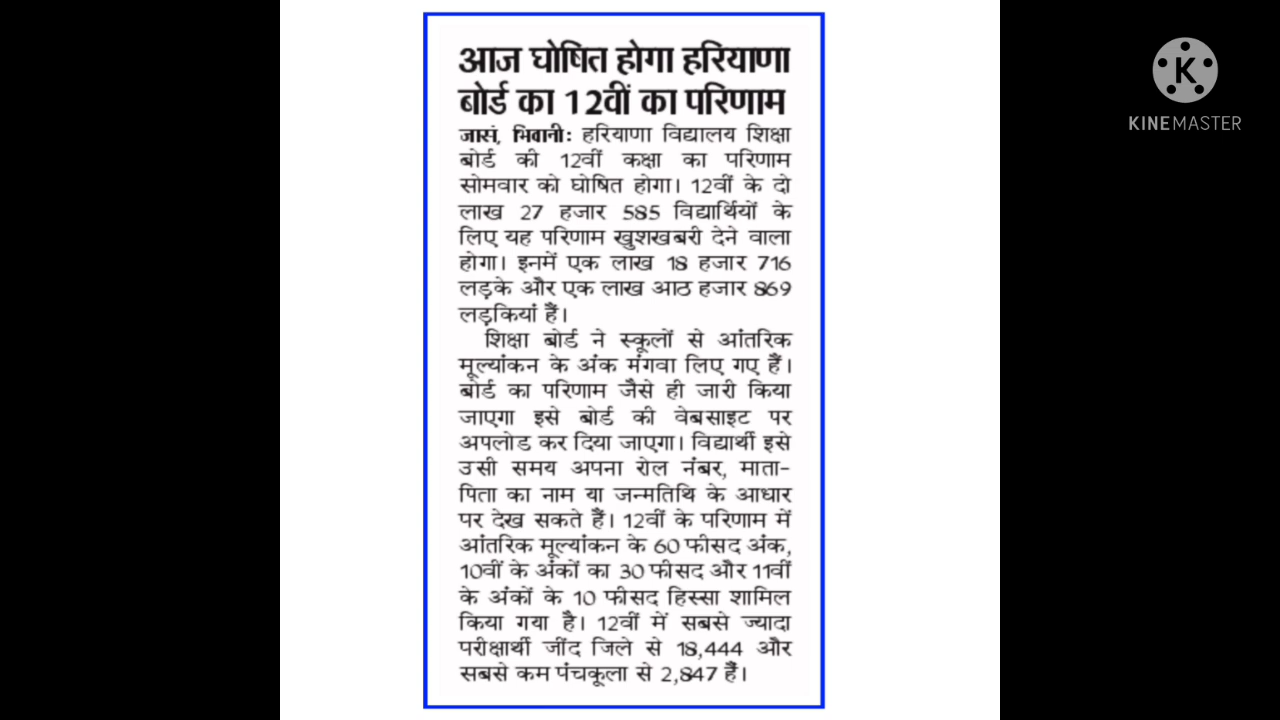 आज घोषित होगा हरियाणा
बोर्ड का 12वीं का परिणाम
जासं, भिवानी: हरियाणा विद्यालय शिक्षा
बोर्ड की 12वीं कक्षा का परिणाम
सोमवार को घोषित होगा। 12वीं के दो
लाख 27 हजार 585 विद्यार्थियों के
लिए यह परिणाम खुशखबरी देने वाला
होगा। इनमें एक लाख 18 हजार 716
लड़के और एक लाख आठ हजार 869
लड़कियां हैं।
शिक्षा बोर्ड ने स्कूलों से आंतरिक
मूल्यांकन के अंक मंगवा लिए गए हैं।
बोर्ड का परिणाम जैसे ही जारी किया
जाएगा इसे बोर्ड की वेबसाइट पर
अपलोड कर दिया जाएगा। विद्यार्थी इसे
उसी समय अपना रोल नंबर, माता-
पिता का नाम या जन्मतिथि के आधार
पर देख सकते हैं। 12वीं के परिणाम में
आंतरिक मूल्यांकन के 60 फीसद अंक,
10वीं के अंकों का 30 फीसद और 11वीं
के अंकों के 10 फीसद हिस्सा शामिल
किया गया है। 12वीं में सबसे ज्यादा
परीक्षार्थी जींद जिले से 18,444 और
सबसे कम पंचकूला से 2,847 हैं।
K
KINEMASTER